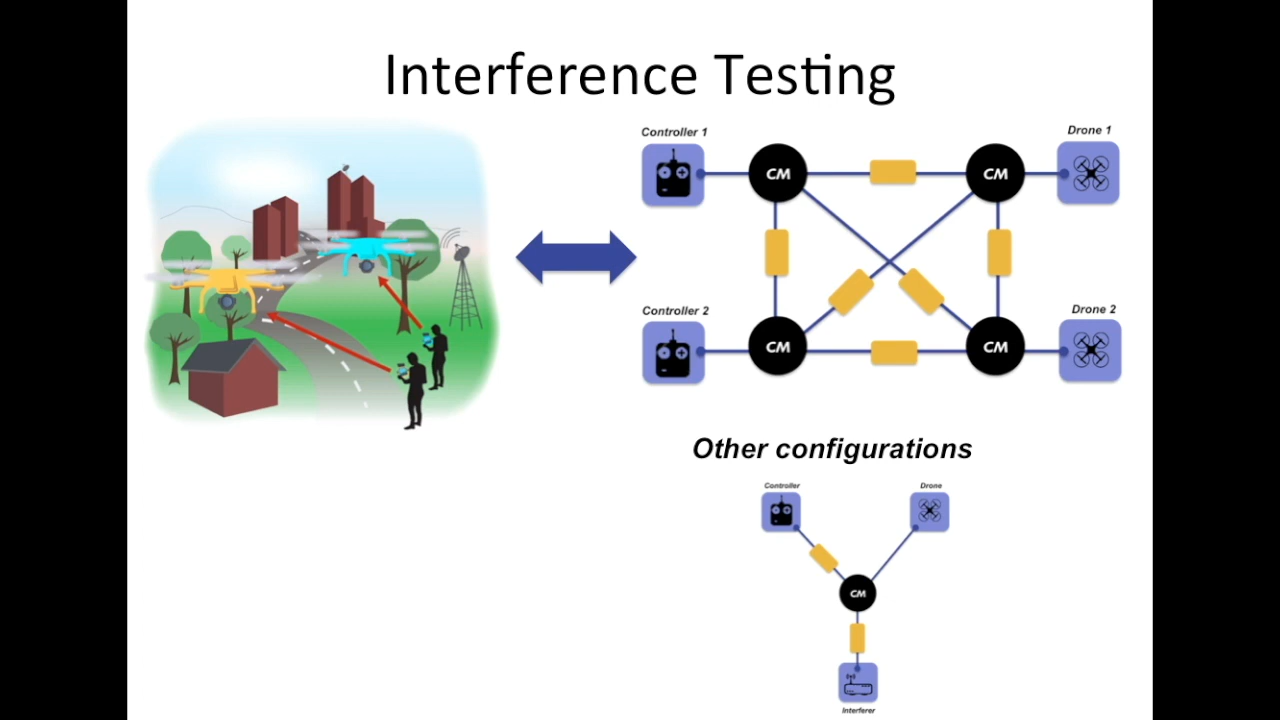 Interference Testing
Controller 1
CM
CM
Drone 1
Controller 2
CM
CM
Drone 2
Other configurations
Controller
Drone
CM
Interferer